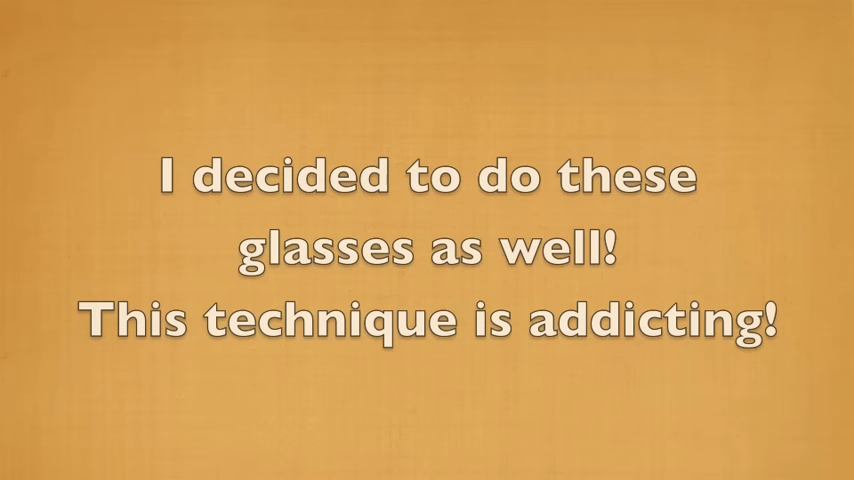 I decided to do these
glasses as well!
This technique is addicting!